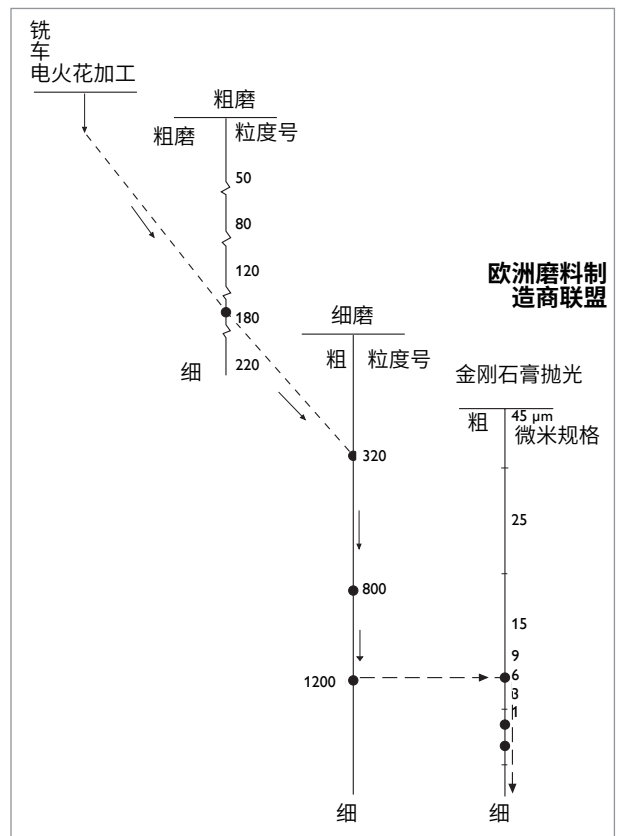 铣
车
电火花加工
粗磨
粗磨
粒度号
50
80
120
180
220
细
欧洲磨料制
造商联盟
细磨
粗
粒度号
320
800
1200
细
金刚石膏抛光
粗
45 µm
微米规格
25
15
9
6
3
1
细